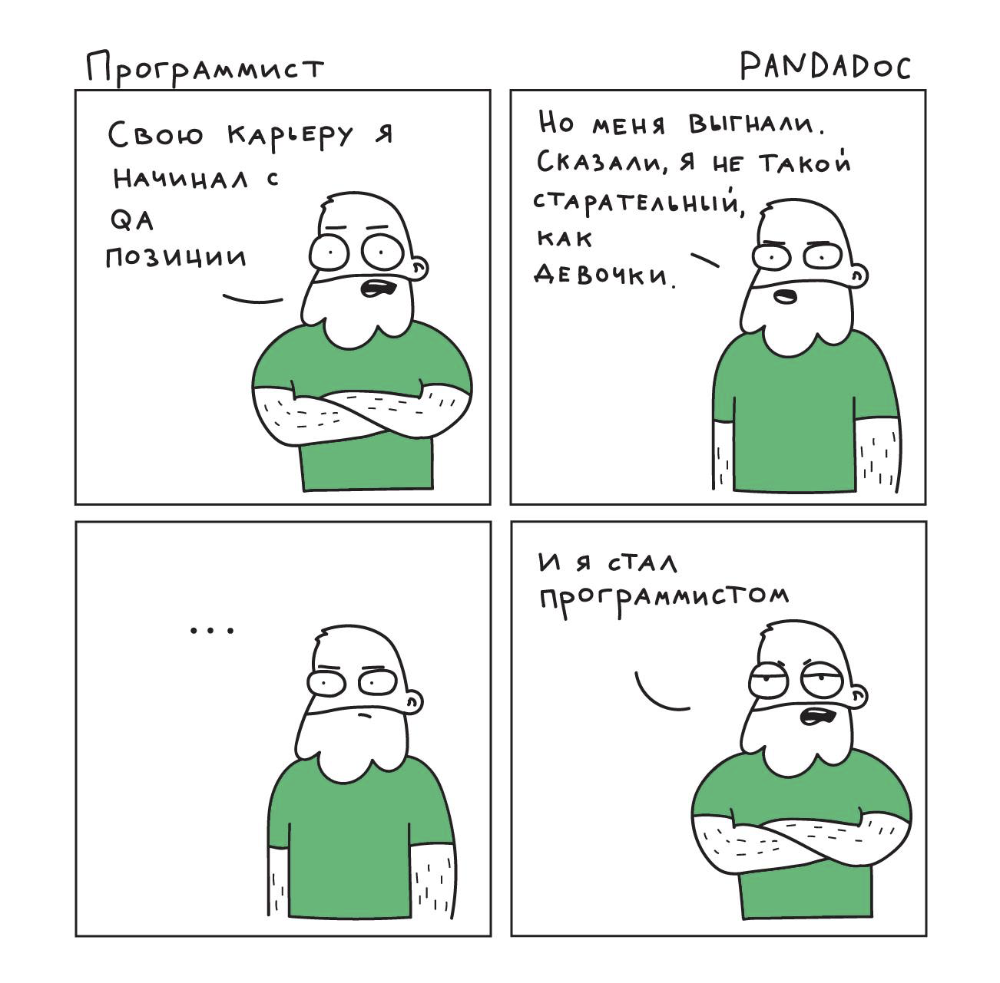 Программист
PANDADOC
Свою карьеру я
начинал с
QA
позиции
Но меня выгнали.
Сказали, я не такой
старательный,
как
девочки.
...
И я стал
программистом